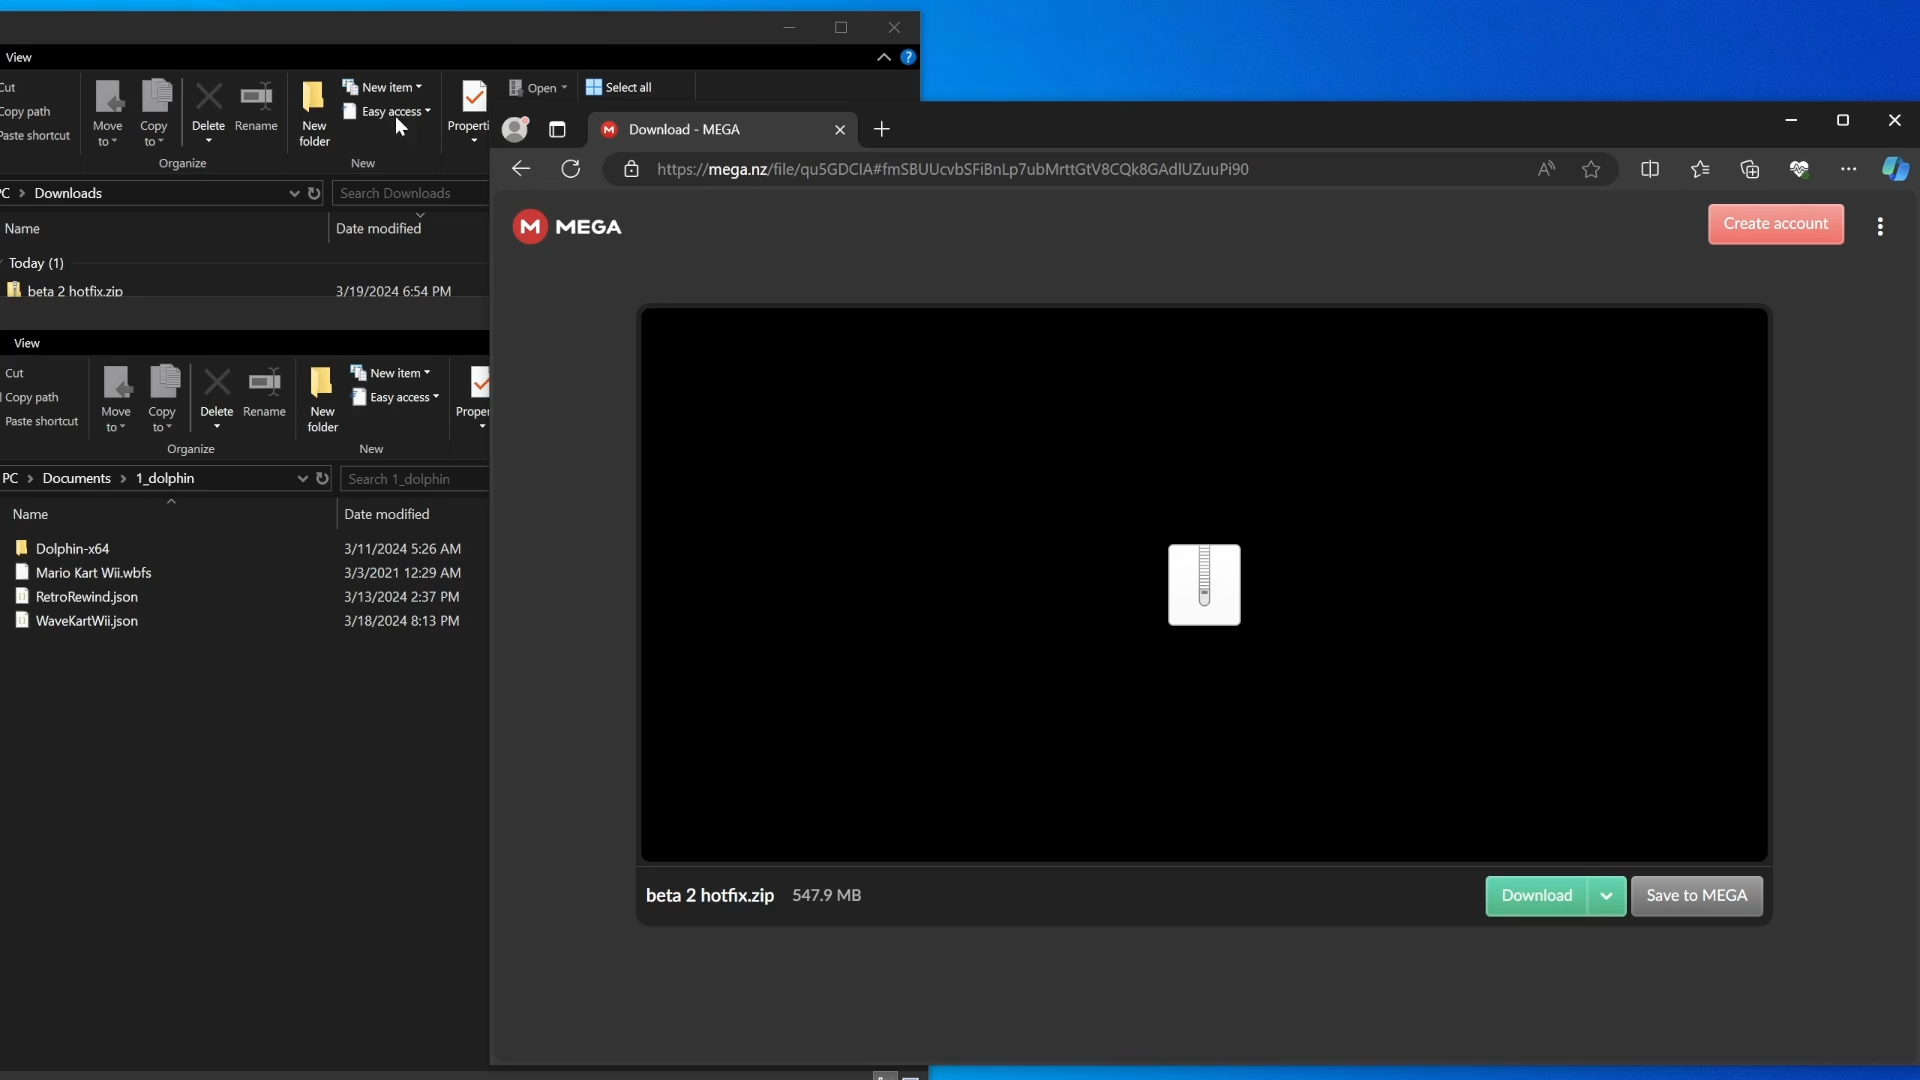 View
Cut
Copy path
Paste shortcut
Move to
Copy to
Delete
Rename
New folder
New item
Easy access
Properti
Open
Select all
Organize
New
PC > Downloads
Search Downloads
Name
Date modified
Today (1)
beta 2 hotfix.zip
3/19/2024 6:54 PM
View
Cut
Copy path
Paste shortcut
Move to
Copy to
Delete
Rename
New folder
New item
Easy access
Proper
Organize
New
PC > Documents > 1_dolphin
Search 1_dolphin
Name
Date modified
Dolphin-x64
3/11/2024 5:26 AM
Mario Kart Wii.wbfs
3/3/2021 12:29 AM
RetroRewind.json
3/13/2024 2:37 PM
WaveKartWii.json
3/18/2024 8:13 PM
Download - MEGA
https://mega.nz/file/qu5GDCIA#fmSBUUcvbSFiBnLp7ubMrttGtV8CQk8GAdlUZuuPi90
M MEGA
Create account
beta 2 hotfix.zip 547.9 MB
Download
Save to MEGA